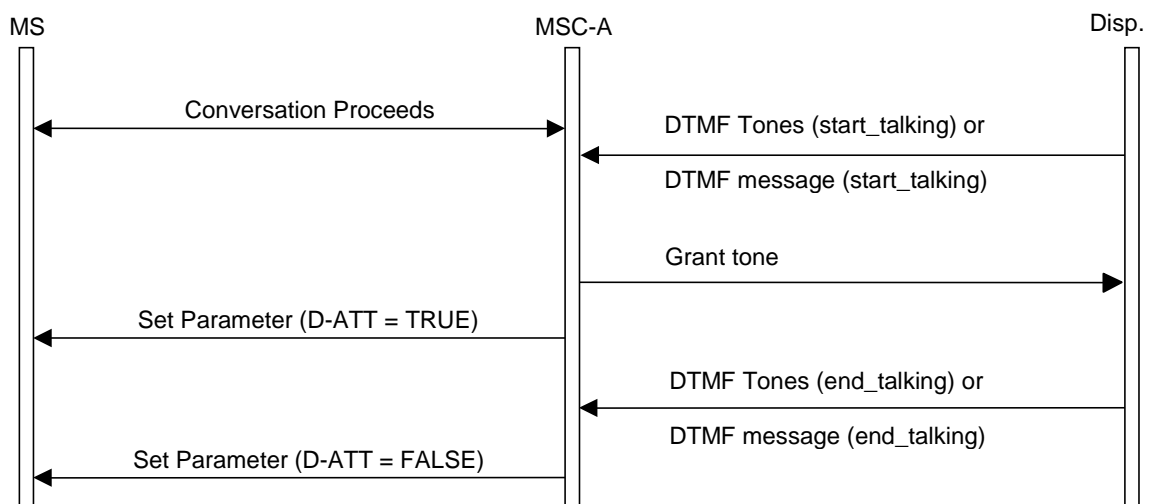 MS
MSC-A
Disp.
Conversation Proceeds
DTMF Tones (start_talking) or
DTMF message (start_talking)
Grant tone
Set Parameter (D-ATT = TRUE)
DTMF Tones (end_talking) or
DTMF message (end_talking)
Set Parameter (D-ATT = FALSE)